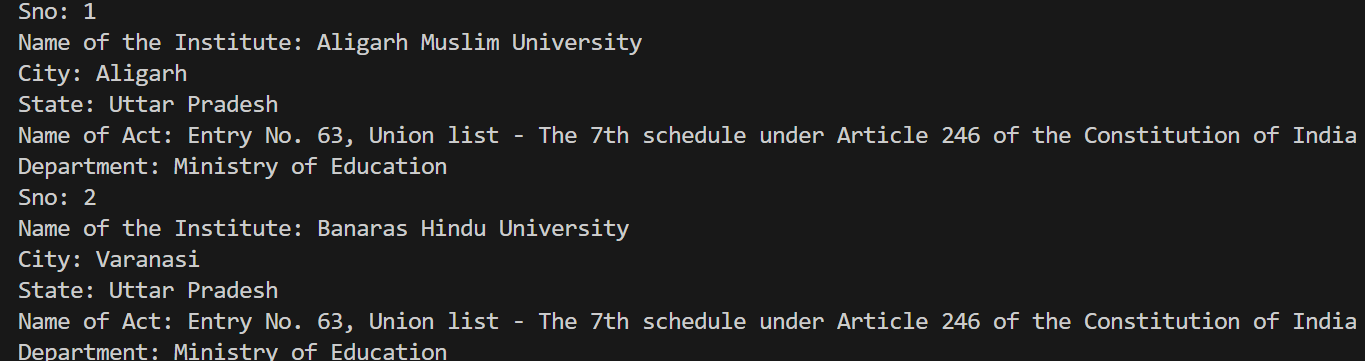 Sno: 1
Name of the Institute: Aligarh Muslim University
City: Aligarh
State: Uttar Pradesh
Name of Act: Entry No. 63, Union list - The 7th schedule under Article 246 of the Constitution of India
Department: Ministry of Education
Sno: 2
Name of the Institute: Banaras Hindu University
City: Varanasi
State: Uttar Pradesh
Name of Act: Entry No. 63, Union list - The 7th schedule under Article 246 of the Constitution of India
Department: Ministry of Education